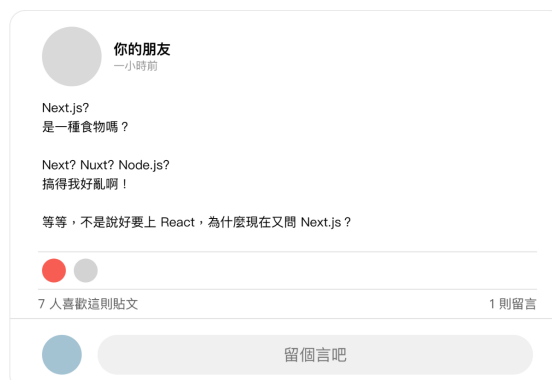 你的朋友
一小時前
Next.js?
是一種食物嗎？
Next? Nuxt? Node.js?
搞得我好亂啊！
等等，不是說好要上 React，為什麼現在又問 Next.js？
7 人喜歡這則貼文
1 則留言
留個言吧